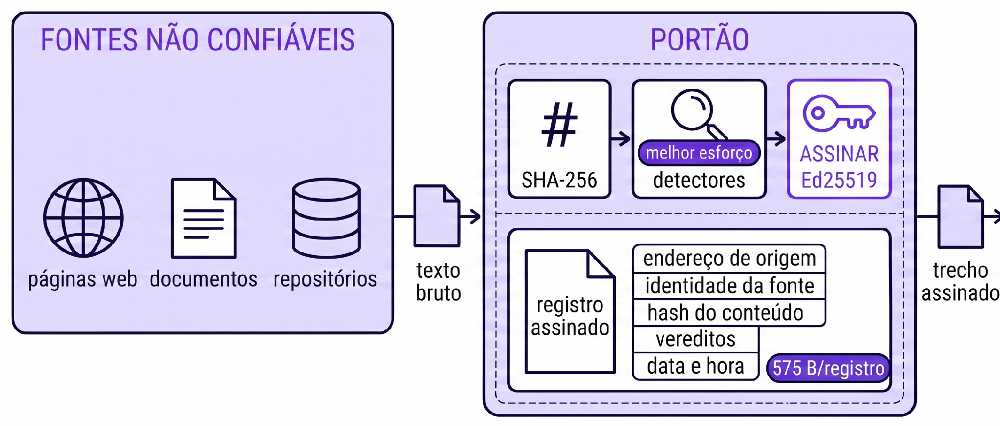 FONTES NÃO CONFIÁVEIS
páginas web
documentos
repositórios
texto
bruto
PORTÃO
#
SHA-256
melhor esforço
detectores
ASSINAR
Ed25519
registro
assinado
endereço de origem
identidade da fonte
hash do conteúdo
vereditos
data e hora
575 B/registro
trecho
assinado